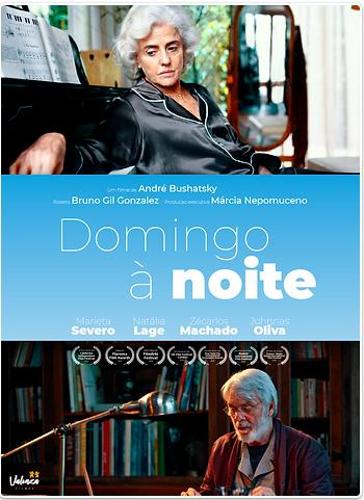 Um filme de André Bushatsky
Roteiro Bruno Gil Gonzalez Produção executiva Márcia Nepomuceno
Domingo
à noite
Marieta Severo
Natália Lage
Zécarlos Machado
Johnnas Oliva